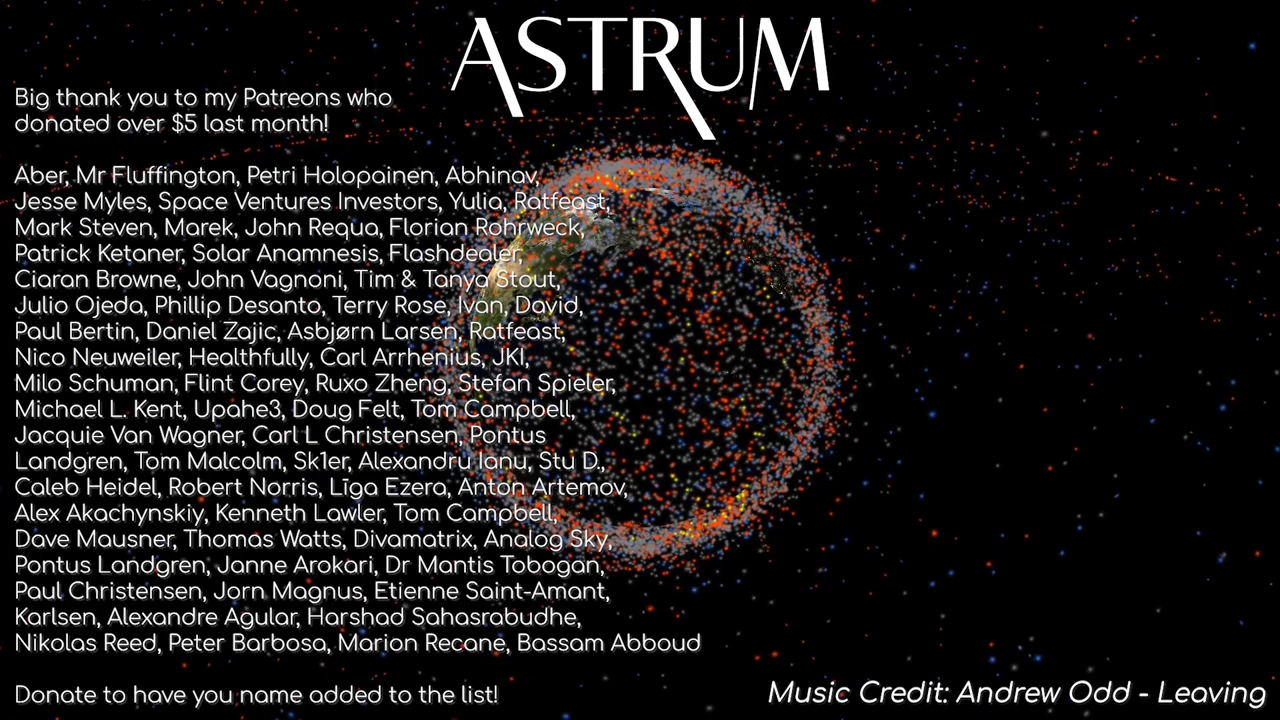 ASTRUM
Big thank you to my Patreons who
donated over $5 last month!
Aber, Mr Fluffington, Petri Holopainen, Abhinav,
Jesse Myles, Space Ventures Investors, Yulia, Ratfeast,
Mark Steven, Marek, John Requa, Florian Rohrweck,
Patrick Ketaner, Solar Anamnesis, Flashdealer,
Ciaran Browne, John Vagnoni, Tim & Tanya Stout,
Julio Ojeda, Phillip Desanto, Terry Rose, Ivan, David,
Paul Bertin, Daniel Zajic, Asbjørn Larsen, Ratfeast,
Nico Neuweiler, Healthfully, Carl Arrhenius, JKI,
Milo Schuman, Flint Corey, Ruxo Zheng, Stefan Spieler,
Michael L. Kent, Upahe3, Doug Felt, Tom Campbell,
Jacquie Van Wagner, Carl L Christensen, Pontus
Landgren, Tom Malcolm, Sk1er, Alexandru Ianu, Stu D.,
Caleb Heidel, Robert Norris, Līga Ezera, Anton Artemov,
Alex Akachynskiy, Kenneth Lawler, Tom Campbell,
Dave Mausner, Thomas Watts, Divamatrix, Analog Sky,
Pontus Landgren, Janne Arokari, Dr Mantis Tobogan,
Paul Christensen, Jorn Magnus, Etienne Saint-Amant,
Karlsen, Alexandre Agular, Harshad Sahasrabudhe,
Nikolas Reed, Peter Barbosa, Marion Recane, Bassam Abboud
Donate to have you name added to the list!
Music Credit: Andrew Odd - Leaving